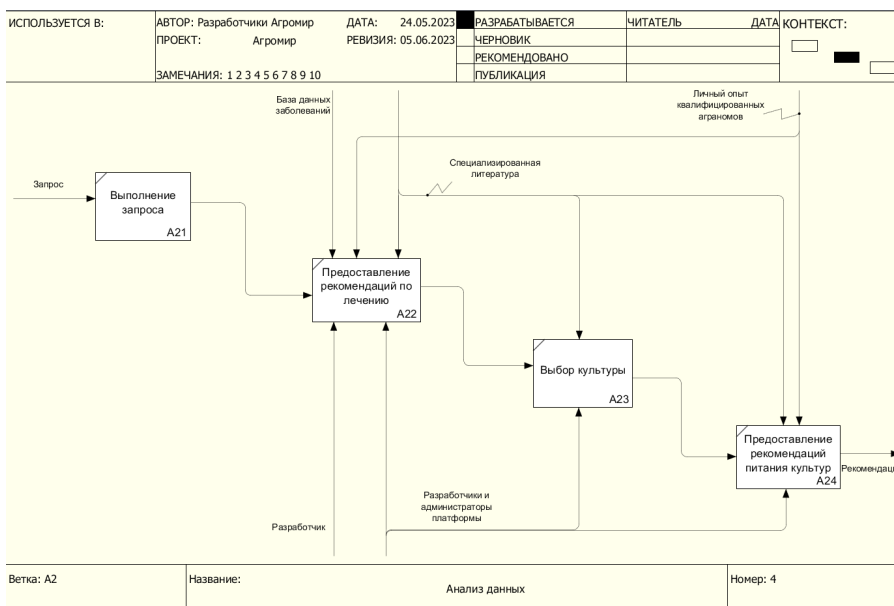 ИСПОЛЬЗУЕТСЯ В:
АВТОР: Разработчики Агромир
ДАТА: 24.05.2023
РАЗРАБАТЫВАЕТСЯ
ЧИТАТЕЛЬ
ДАТА
КОНТЕКСТ:
ПРОЕКТ: Агромир
РЕВИЗИЯ: 05.06.2023
ЧЕРНОВИК
РЕКОМЕНДОВАНО
ЗАМЕЧАНИЯ: 1 2 3 4 5 6 7 8 9 10
ПУБЛИКАЦИЯ
База данных
заболеваний
Личный опыт
квалифицированных
аграномов
Специализированная
литература
Запрос
Выполнение
запроса
A21
Предоставление
рекомендаций по
лечению
A22
Выбор культуры
A23
Предоставление
рекомендаций
питания культур
A24
Рекомендаци
Разработчики и
администраторы
платформы
Разработчик
Ветка: A2
Название:
Анализ данных
Номер: 4